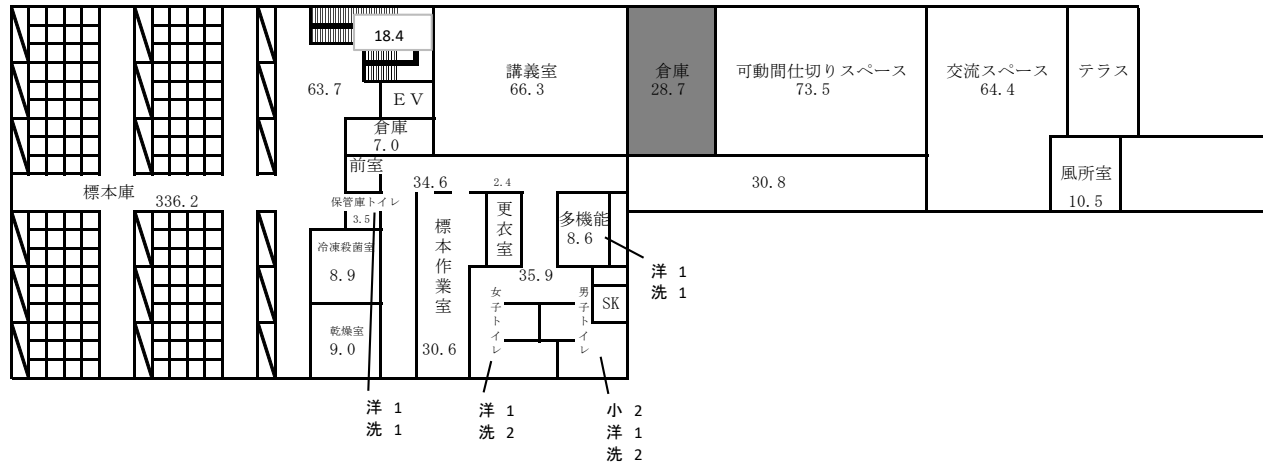 18.4
63.7
EV
倉庫
7.0
講義室
66.3
倉庫
28.7
可動間仕切りスペース
73.5
交流スペース
64.4
テラス
前室
34.6
2.4
30.8
風所室
10.5
標本庫
336.2
保管庫トイレ
3.5
冷凍殺菌室
8.9
乾燥室
9.0
標本作業室
30.6
更衣室
多機能
8.6
35.9
女子トイレ
男子トイレ
SK
洋 1
洗 1
洋 1
洗 1
洋 1
洗 2
小 2
洋 1
洗 2